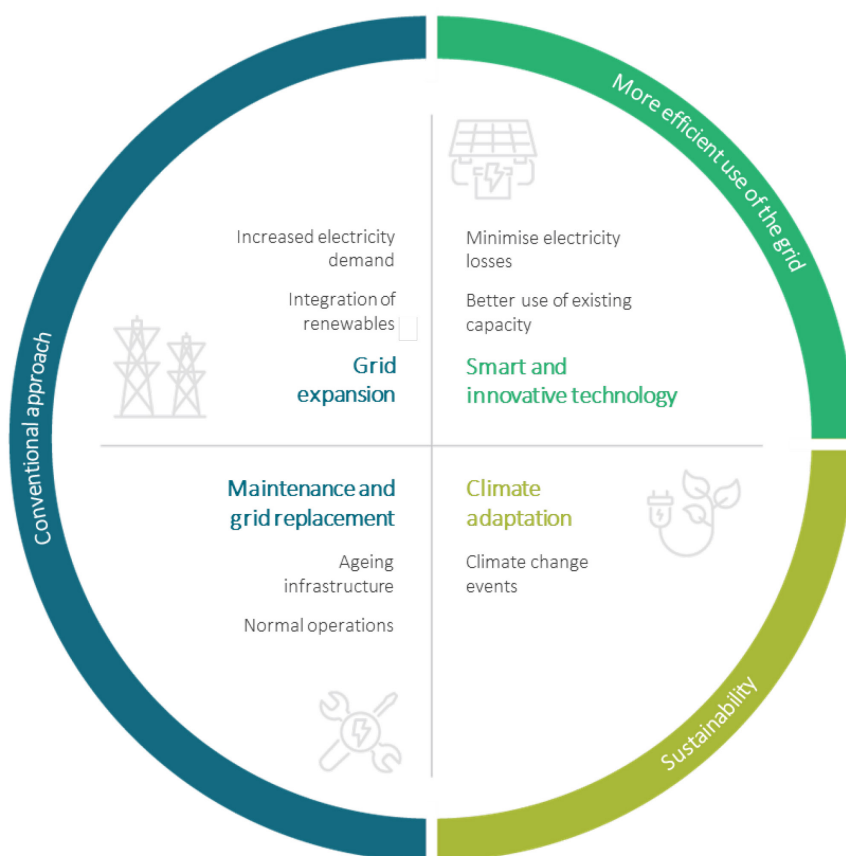 More efficient use of the grid
Increased electricity
demand
Integration of
renewables
Grid
expansion
Minimise electricity
losses
Better use of existing
capacity
Smart and
innovative technology
Conventional approach
Maintenance and
grid replacement
Ageing
infrastructure
Normal operations
Climate
adaptation
Climate change
events
Sustainability